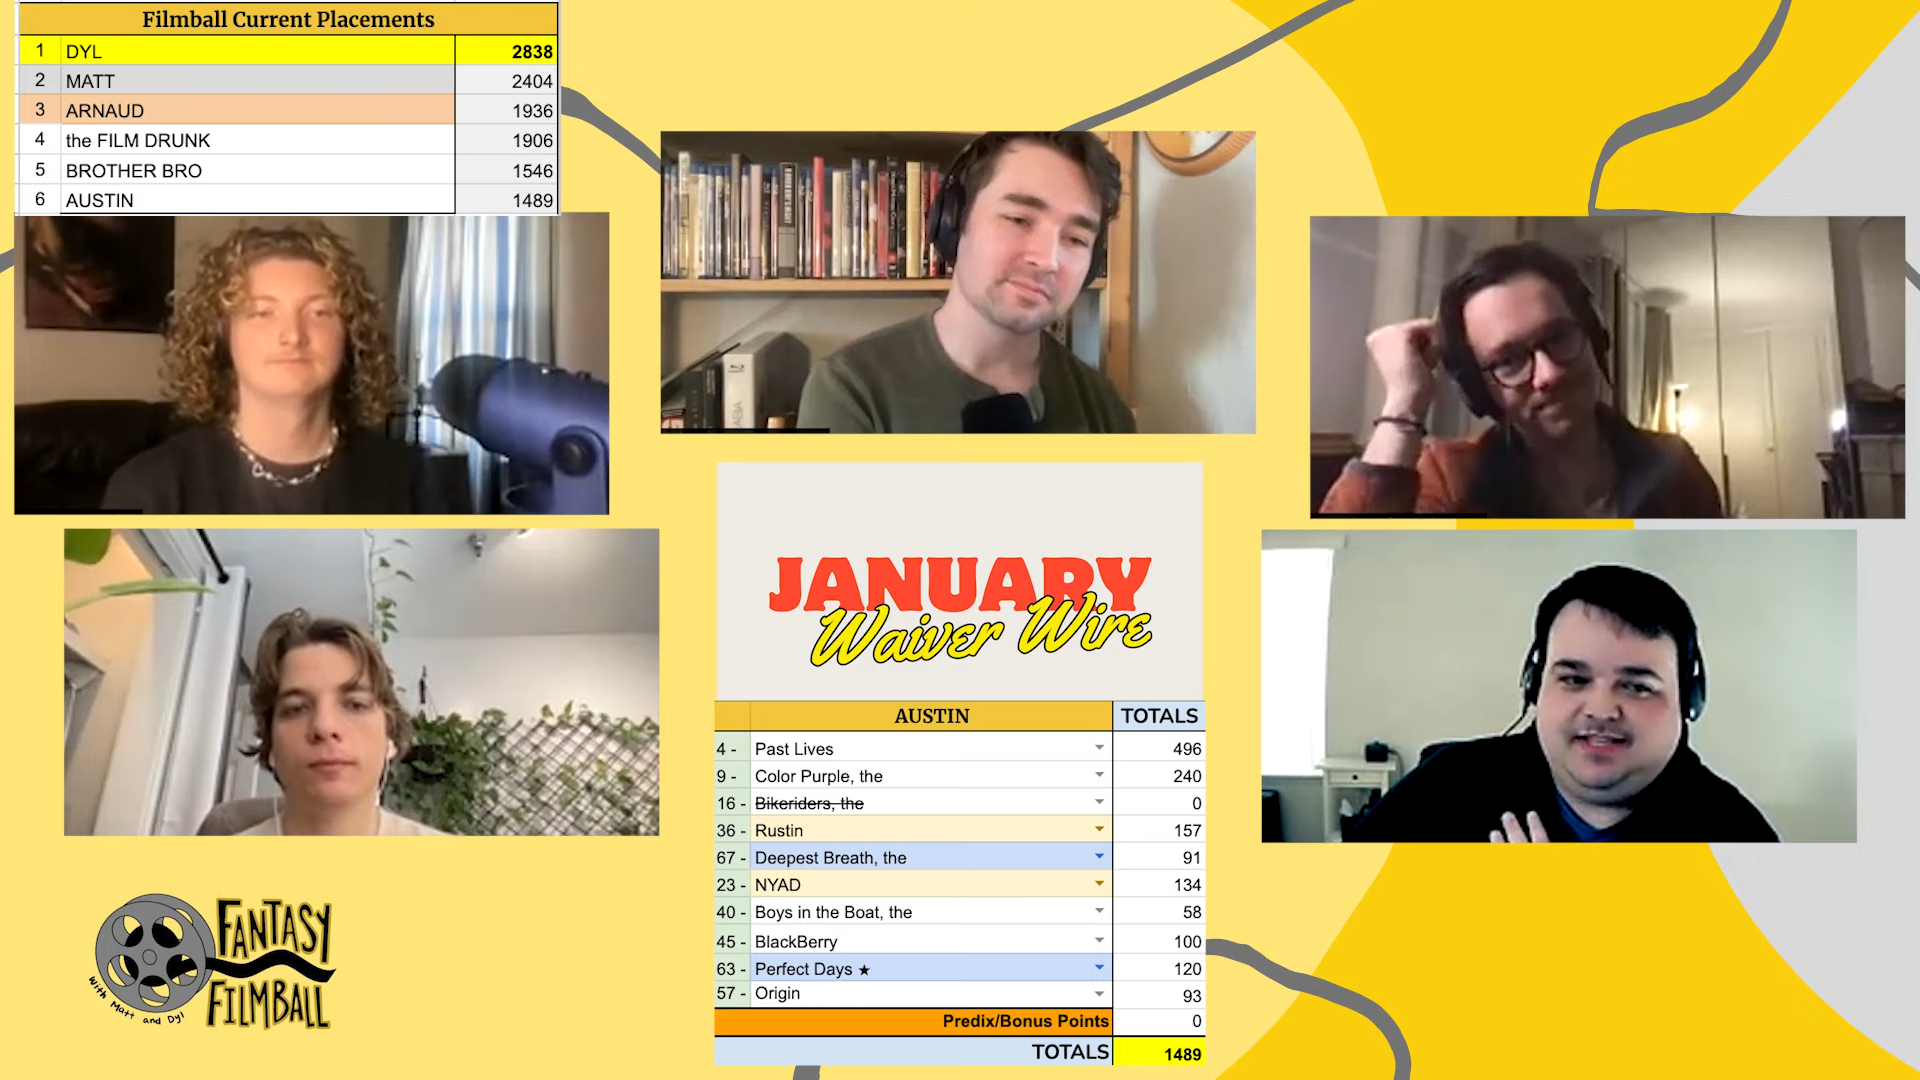 Filmball Current Placements
1 DYL 2838
2 MATT 2404
3 ARNAUD 1936
4 the FILM DRUNK 1906
5 BROTHER BRO 1546
6 AUSTIN 1489
JANUARY
Waiver Wire
AUSTIN TOTALS
4 - Past Lives 496
9 - Color Purple, the 240
16 - Bikeriders, the 0
36 - Rustin 157
67 - Deepest Breath, the 91
23 - NYAD 134
40 - Boys in the Boat, the 58
45 - BlackBerry 100
63 - Perfect Days ★ 120
57 - Origin 93
Predix/Bonus Points 0
TOTALS 1489
FANTASY
FILMBALL
With Matt and Dyl